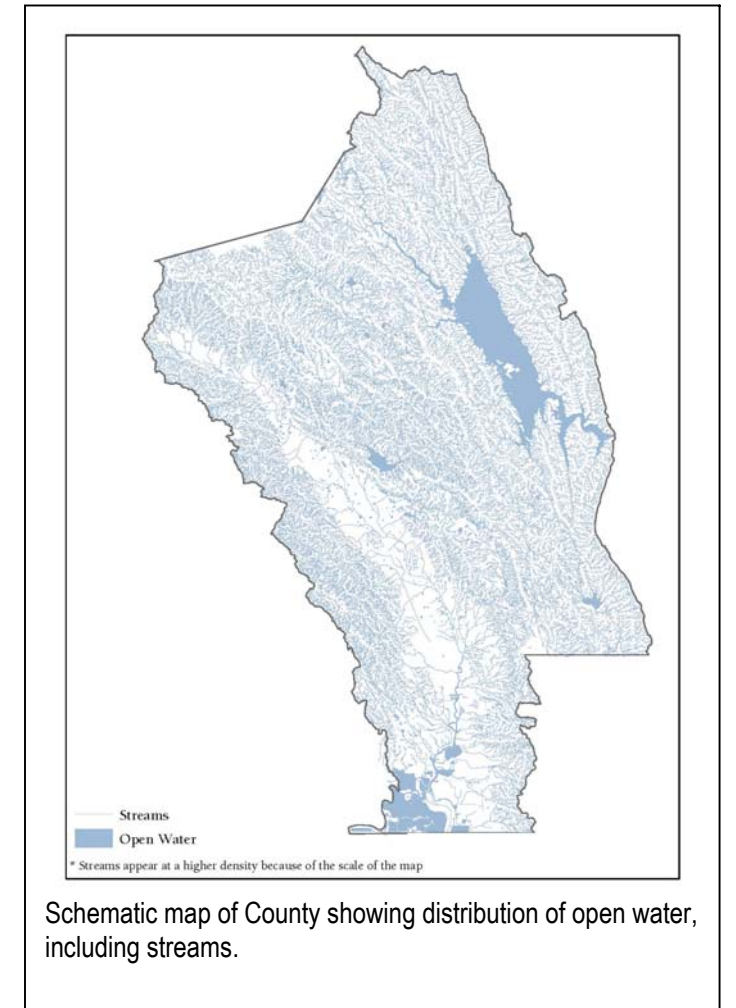 Streams
Open Water
* Streams appear at a higher density because of the scale of the map
Schematic map of County showing distribution of open water,
including streams.